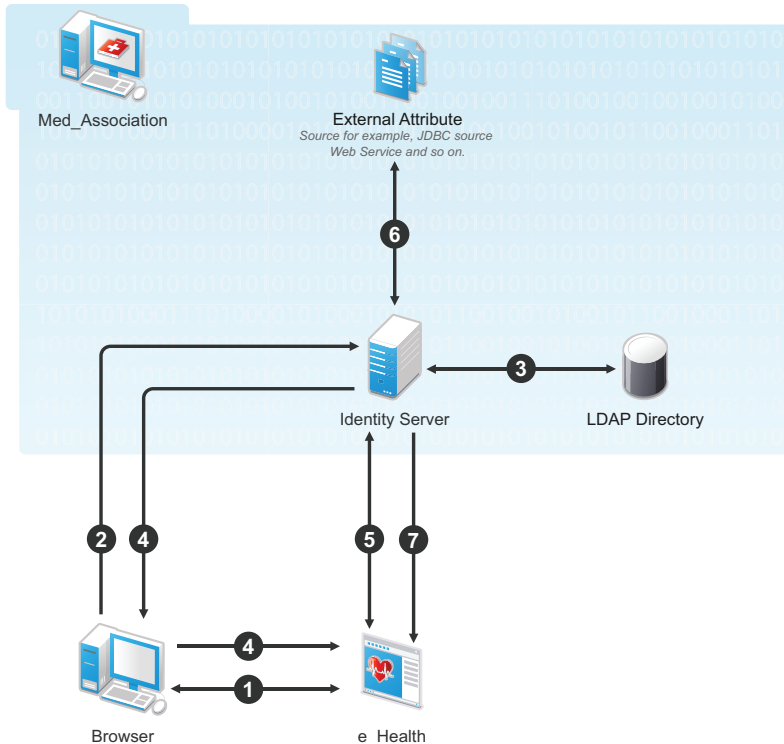 Med_Association
External Attribute
Source for example, JDBC source
Web Service and so on.
6
3
Identity Server
LDAP Directory
2
4
5
7
4
1
Browser
e_Health